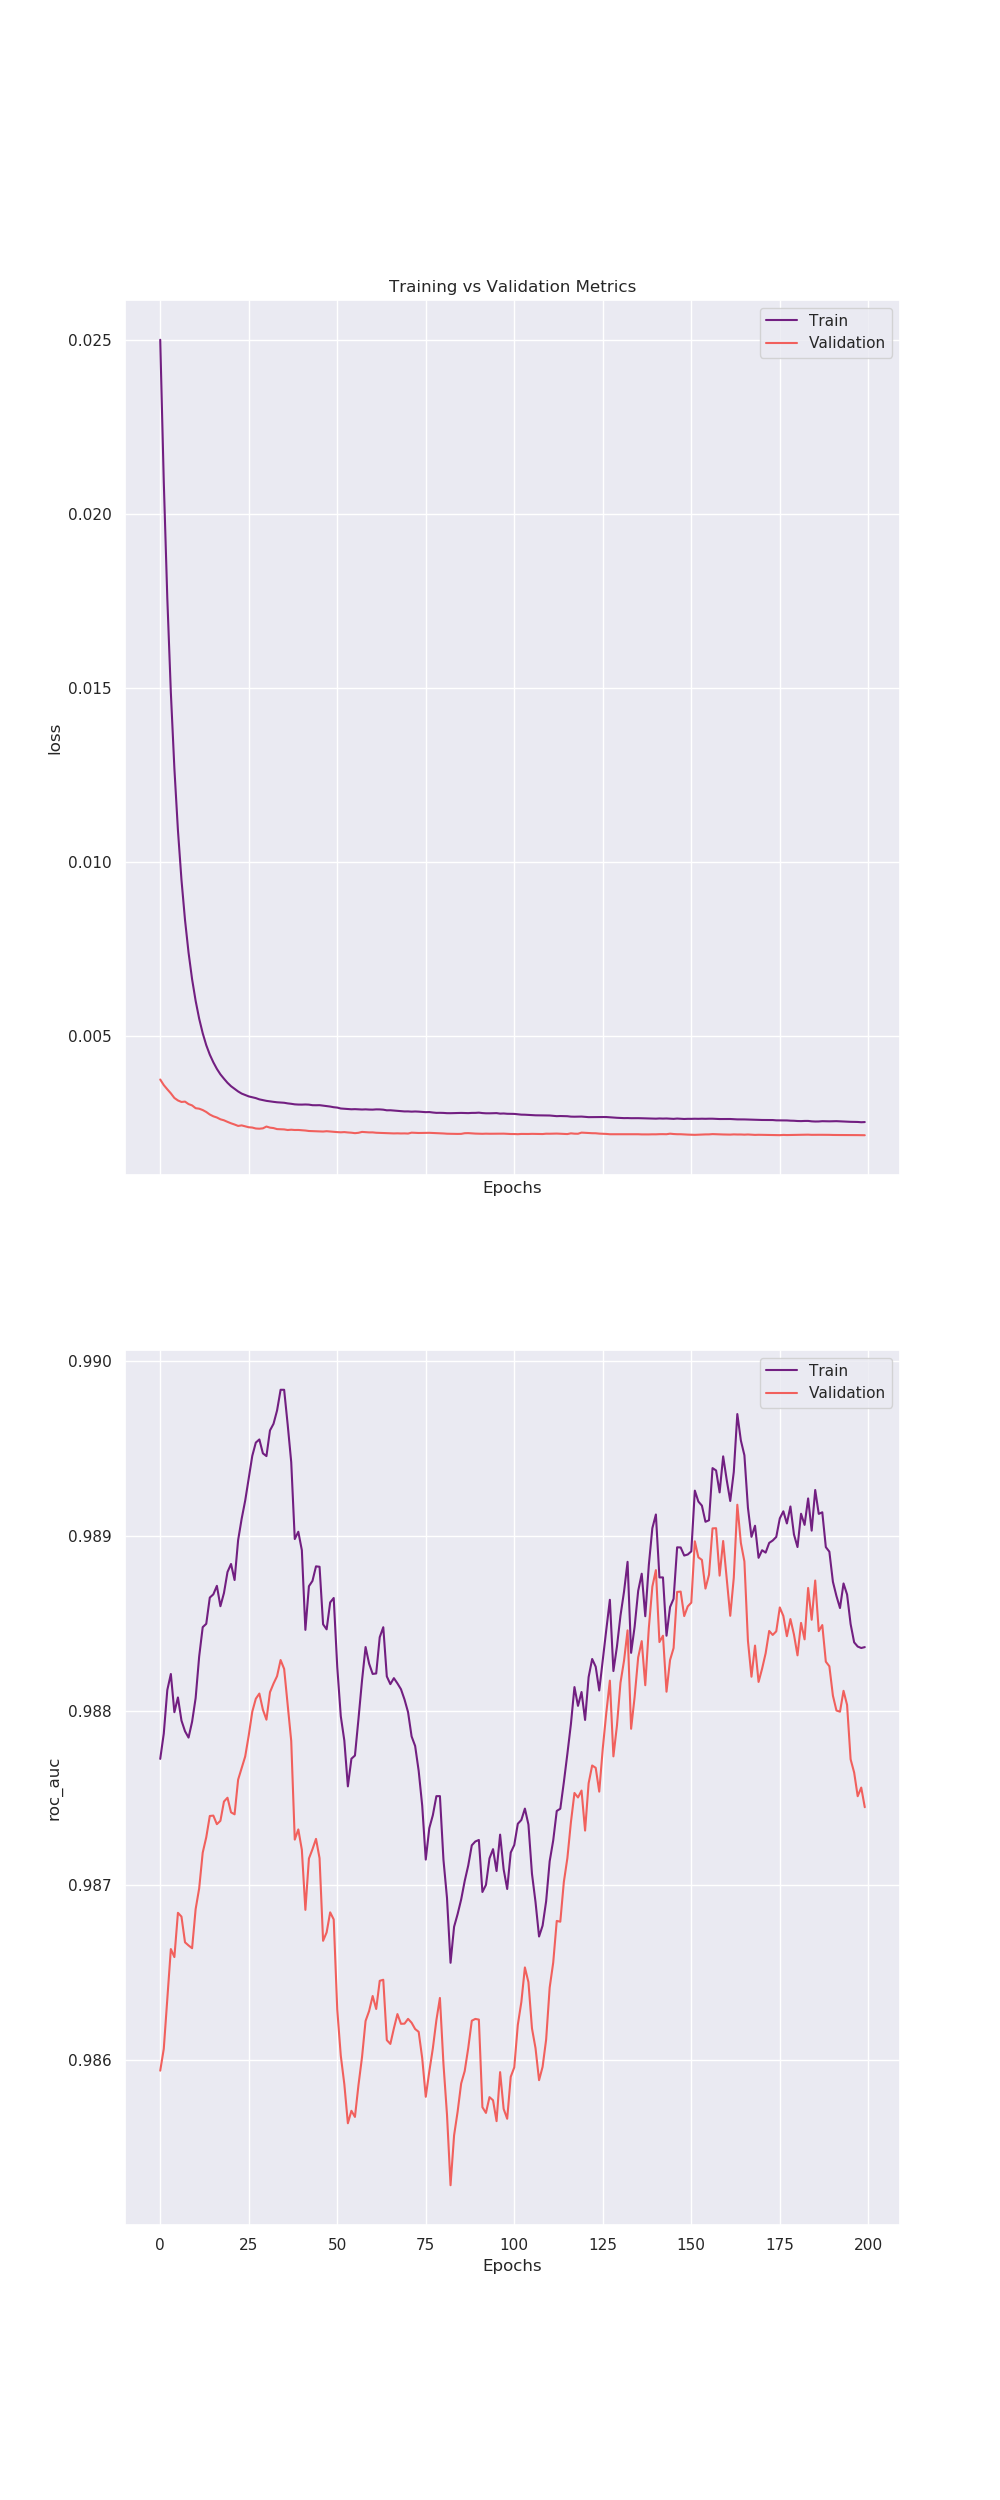 Training vs Validation Metrics
Train
Validation
0.025
0.020
0.015
0.010
0.005
loss
Epochs
Train
Validation
0.990
0.989
0.988
0.987
0.986
roc_auc
0 25 50 75 100 125 150 175 200
Epochs